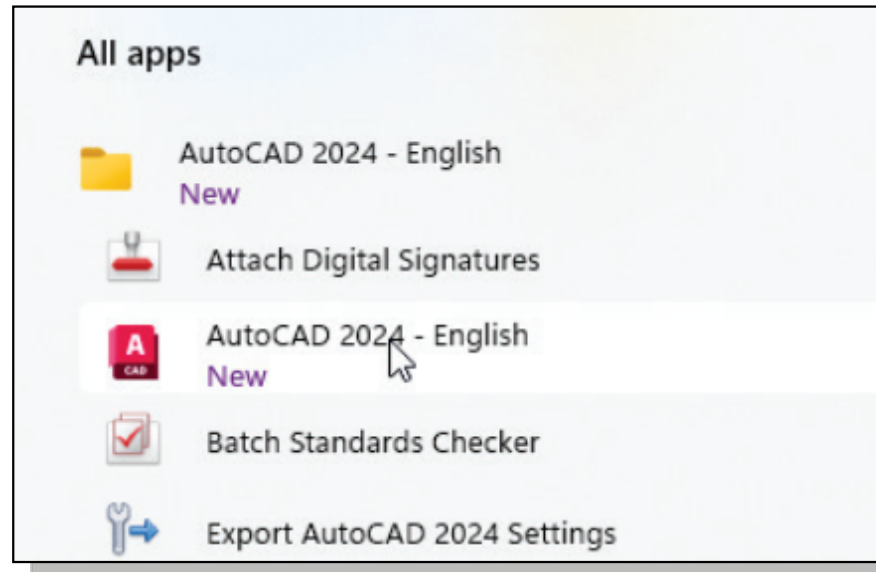 All apps
AutoCAD 2024 - English
New
Attach Digital Signatures
A
CAD
AutoCAD 2024 - English
New
Batch Standards Checker
Export AutoCAD 2024 Settings